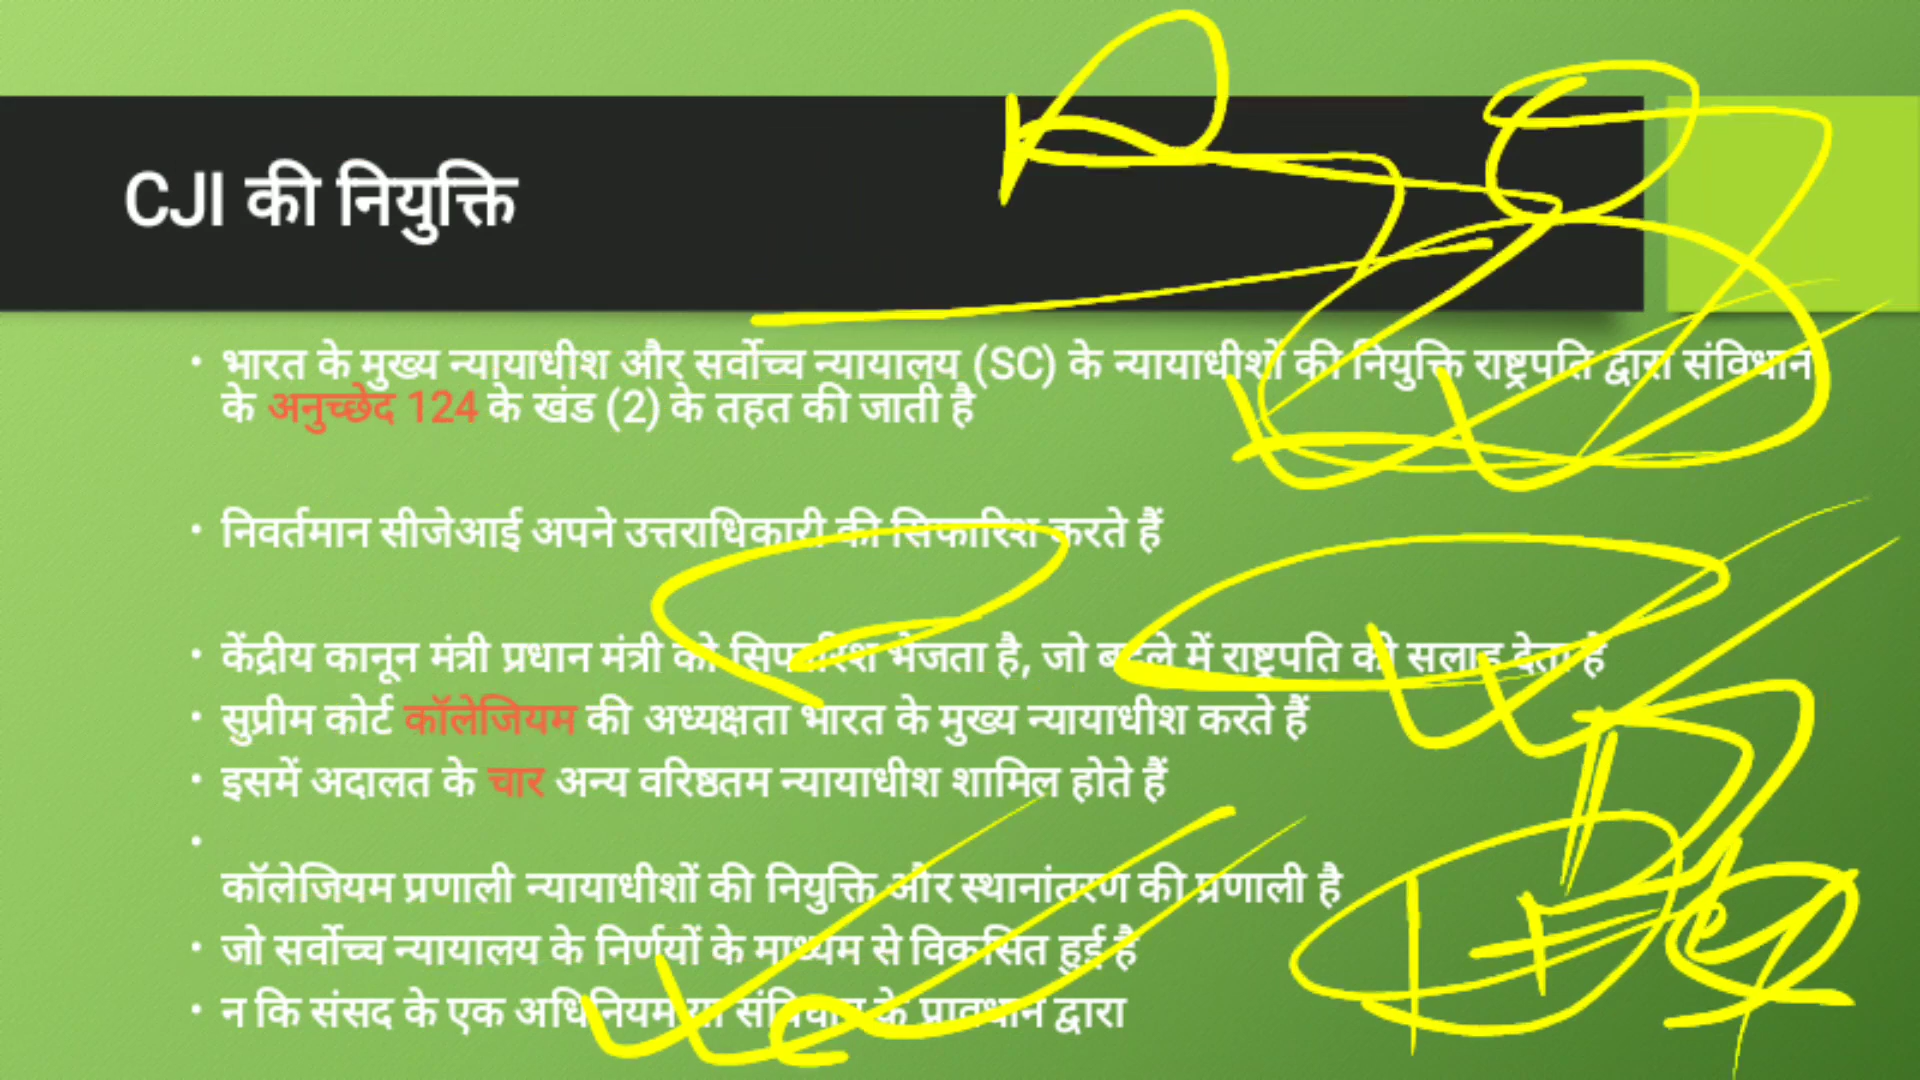 CJI की नियुक्ति
• भारत के मुख्य न्यायाधीश और सर्वोच्च न्यायालय (SC) के न्यायाधीशों की नियुक्ति राष्ट्रपति द्वारा संविधान
के अनुच्छेद 124 के खंड (2) के तहत की जाती है
• निवर्तमान सीजेआई अपने उत्तराधिकारी की सिफारिश करते हैं
• केंद्रीय कानून मंत्री प्रधान मंत्री को सिफारिश भेजता है, जो बदले में राष्ट्रपति को सलाह देता है
• सुप्रीम कोर्ट कॉलेजियम की अध्यक्षता भारत के मुख्य न्यायाधीश करते हैं
• इसमें अदालत के चार अन्य वरिष्ठतम न्यायाधीश शामिल होते हैं
•
कॉलेजियम प्रणाली न्यायाधीशों की नियुक्ति और स्थानांतरण की प्रणाली है
• जो सर्वोच्च न्यायालय के निर्णयों के माध्यम से विकसित हुई है
• न कि संसद के एक अधिनियम या संविधान के प्रावधान द्वारा